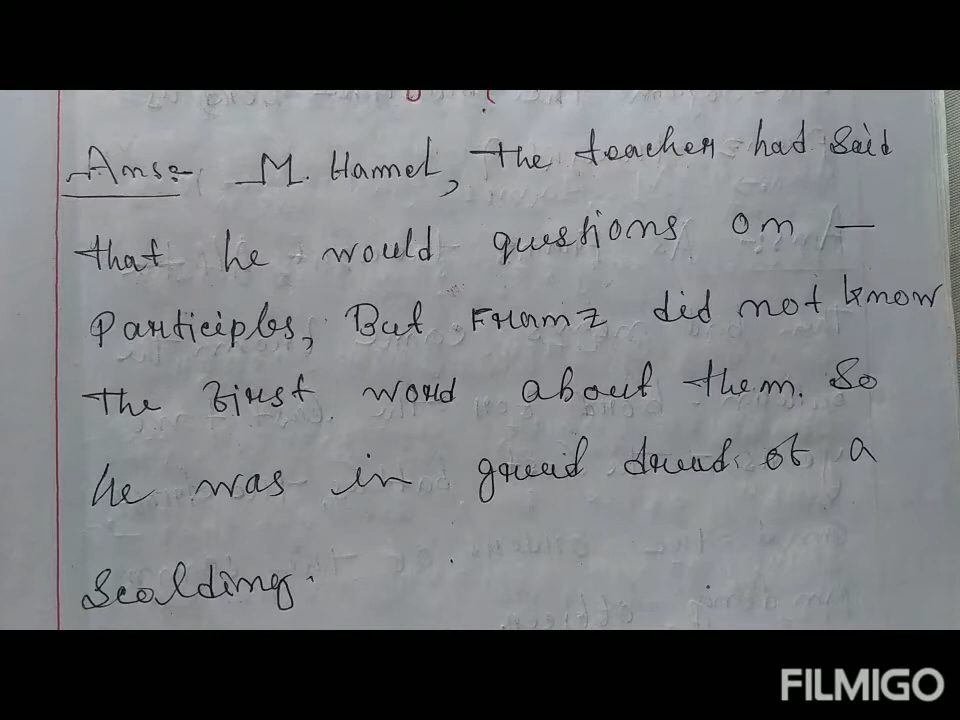 Ans:- M. Hamel, the teacher had said
that he would questions on —
Participles, But Franz did not know
the first word about them. So
he was in great dread of a
Scolding.
FILMIGO